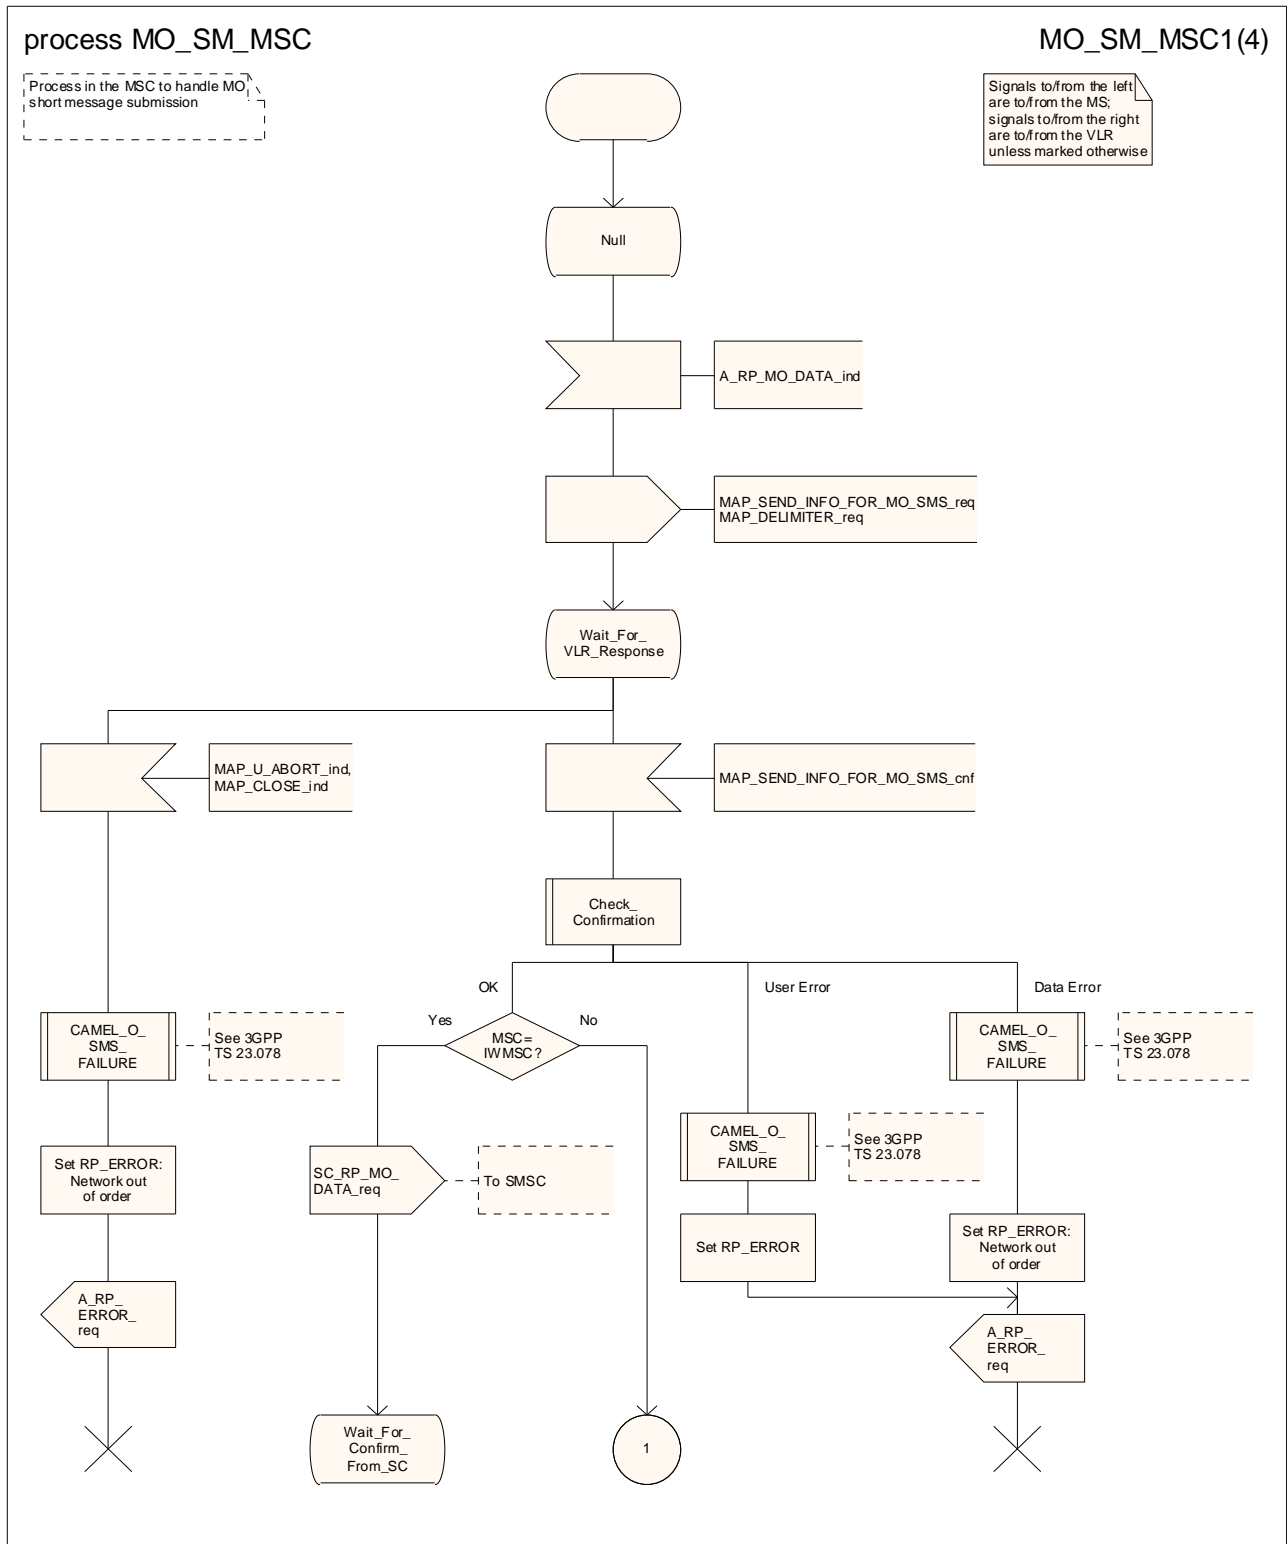 process MO_SM_MSC
MO_SM_MSC1(4)
Process in the MSC to handle MO
short message submission
Signals to/from the left
are to/from the MS;
signals to/from the right
are to/from the VLR
unless marked otherwise
Null
A_RP_MO_DATA_ind
MAP_SEND_INFO_FOR_MO_SMS_req
MAP_DELIMITER_req
Wait_For_
VLR_Response
MAP_U_ABORT_ind,
MAP_CLOSE_ind
MAP_SEND_INFO_FOR_MO_SMS_cnf
Check_
Confirmation
OK
User Error
Data Error
Yes
No
CAMEL_O_
SMS_
FAILURE
See 3GPP
TS 23.078
MSC=
IWMSC?
CAMEL_O_
SMS_
FAILURE
See 3GPP
TS 23.078
CAMEL_O_
SMS_
FAILURE
See 3GPP
TS 23.078
Set RP_ERROR:
Network out
of order
SC_RP_MO_
DATA_req
To SMSC
Set RP_ERROR
Set RP_ERROR:
Network out
of order
A_RP_
ERROR_
req
A_RP_
ERROR_
req
Wait_For_
Confirm_
From_SC
1